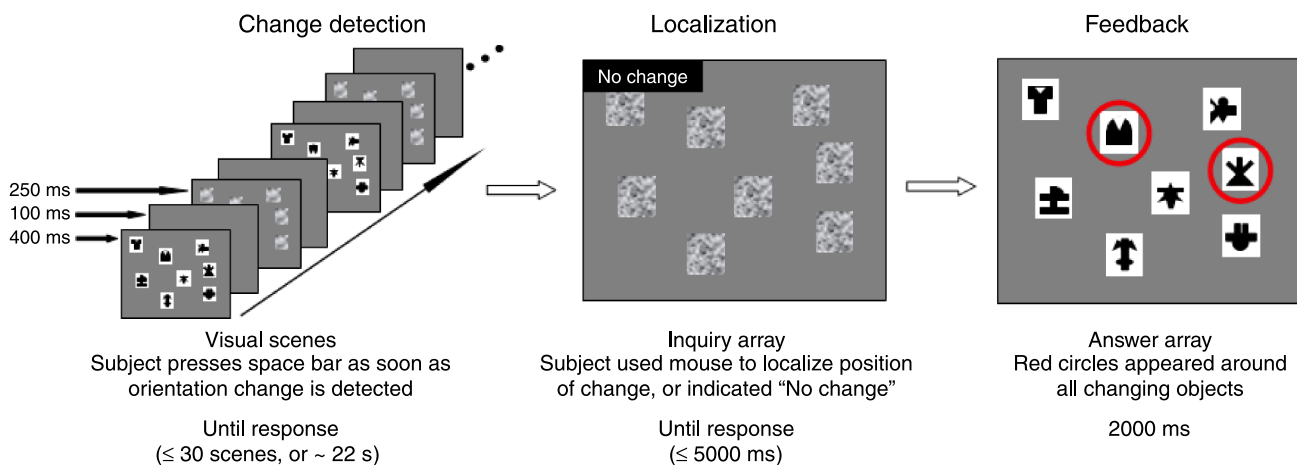 Change detection
Localization
Feedback
No change
250 ms
100 ms
400 ms
Visual scenes
Subject presses space bar as soon as
orientation change is detected
Until response
(≤ 30 scenes, or ~ 22 s)
Inquiry array
Subject used mouse to localize position
of change, or indicated “No change”
Until response
(≤ 5000 ms)
Answer array
Red circles appeared around
all changing objects
2000 ms